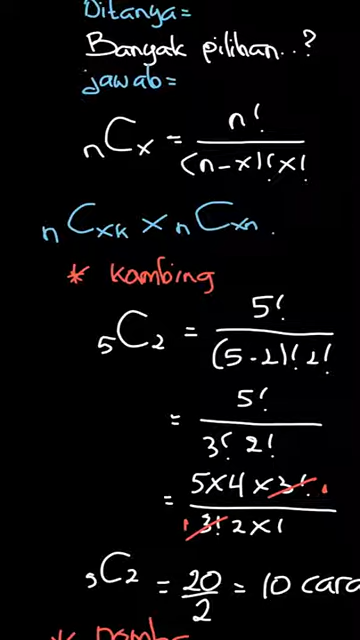 Ditanya =
Banyak pilihan..?
jawab =
nCx = n! / (n-x)! x!
nCxk × nCxn.
* kambing
5C2 = 5! / (5-2)! 2!
= 5! / 3! 2!
= 5×4×3! / 3! 2×1
3C2 = 20/2 = 10 cara